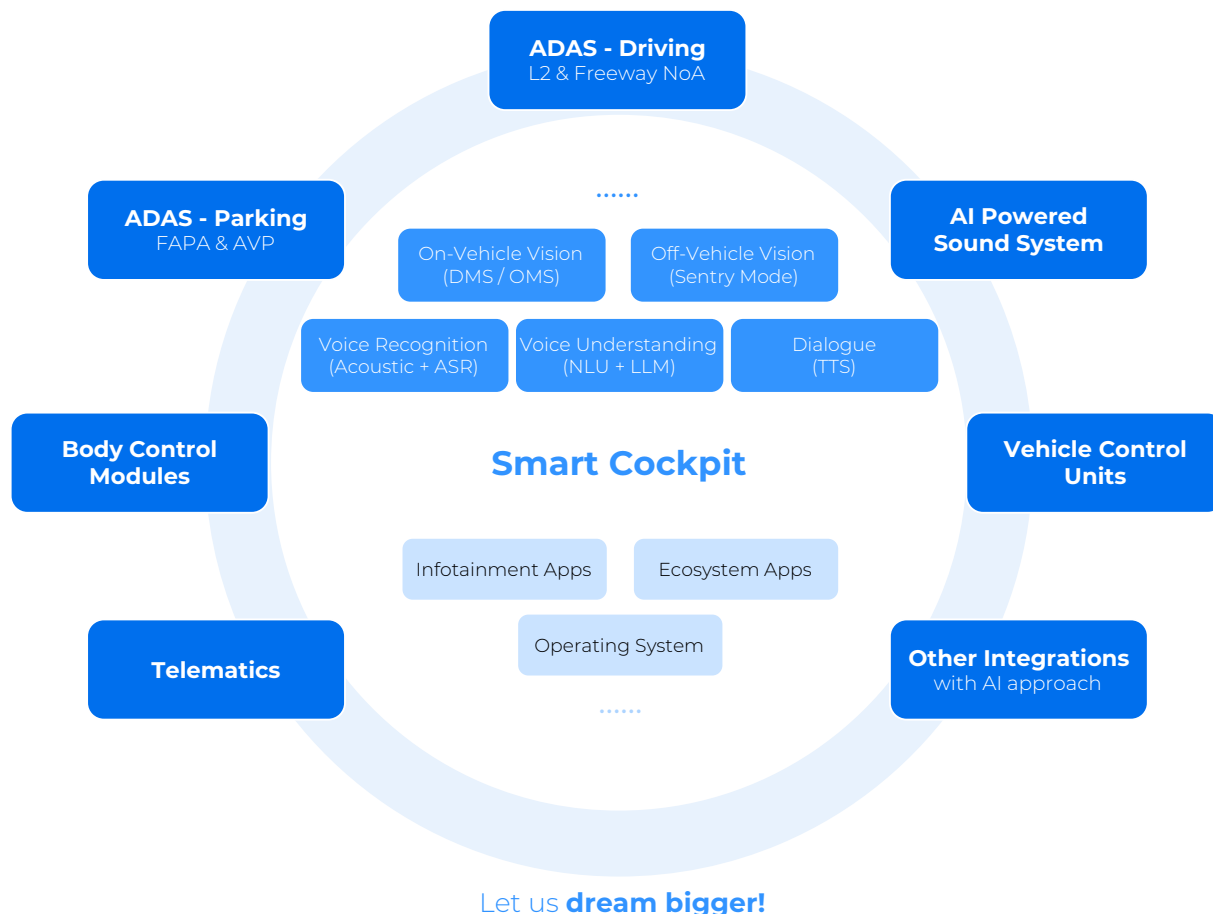 ADAS - Driving
L2 & Freeway NoA
ADAS - Parking
FAPA & AVP
AI Powered
Sound System
......
On-Vehicle Vision
(DMS / OMS)
Off-Vehicle Vision
(Sentry Mode)
Voice Recognition
(Acoustic + ASR)
Voice Understanding
(NLU + LLM)
Dialogue
(TTS)
Body Control
Modules
Smart Cockpit
Vehicle Control
Units
Infotainment Apps
Ecosystem Apps
Operating System
......
Telematics
Other Integrations
with AI approach
Let us dream bigger!